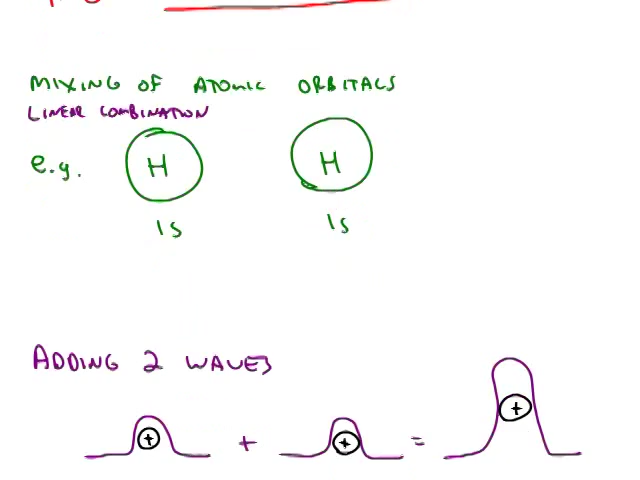 MIXING OF ATOMIC ORBITALS
LINEAR COMBINATION
e.g. H H
1s 1s
ADDING 2 WAVES
+ + + = +